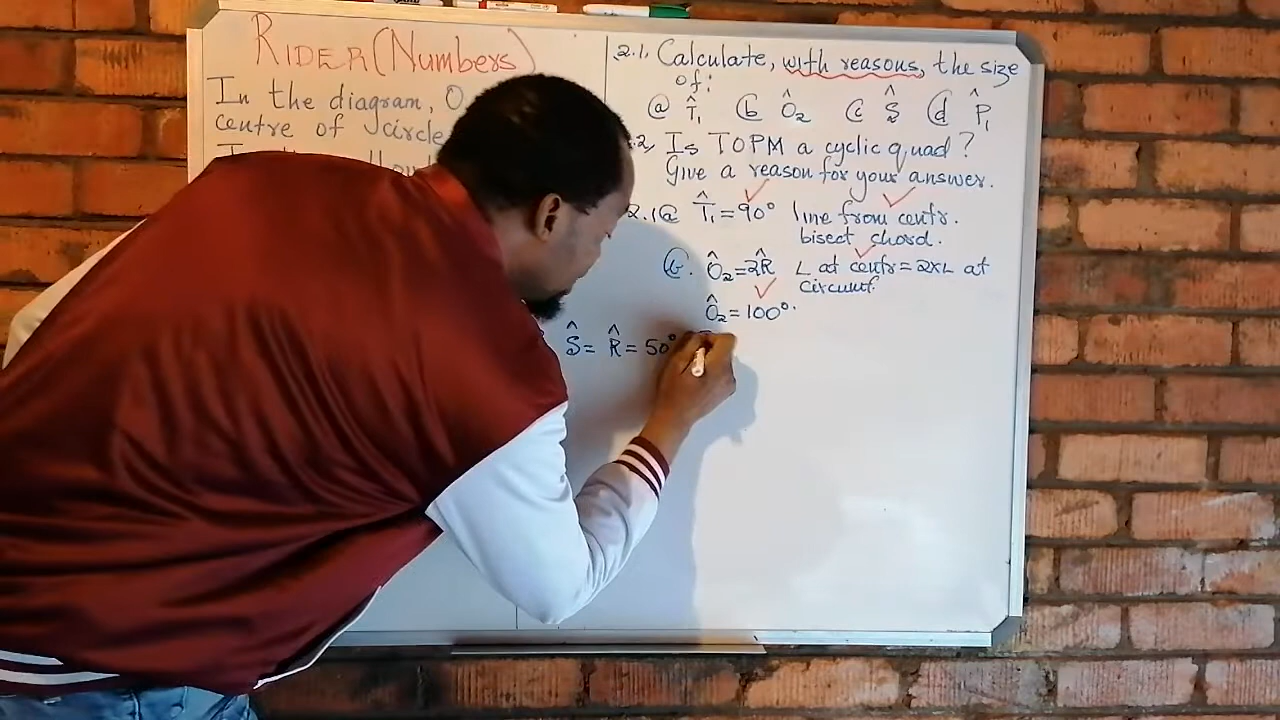 RIDER (Numbers)
In the diagram, O
centre of circle
2.1. Calculate, with reasons, the size
of:
ⓐ T̂₁ ⓑ Ô₂ ⓒ Ŝ ⓓ P̂₁
.2, Is TOPM a cyclic quad?
Give a reason for your answer.
2.1 ⓐ T̂₁ = 90° line from centr.
bisect chord.
ⓑ. Ô₂ = 2R̂ ∠ at centr = 2x∠ at
circumf.
Ô₂ = 100°.
Ŝ = R̂ = 50°